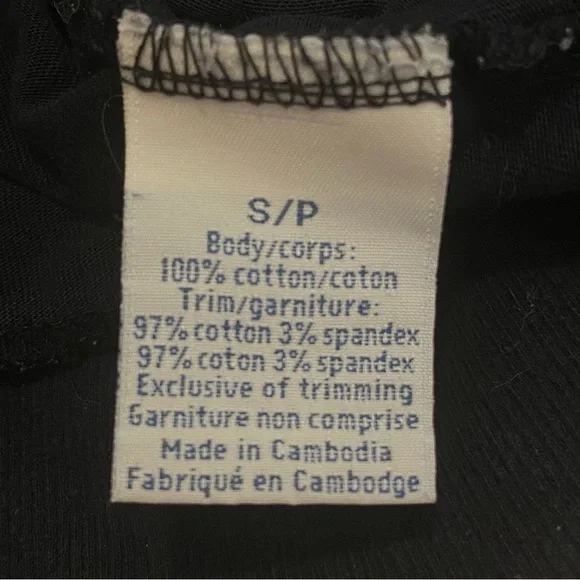 S/P
Body/corps:
100% cotton/coton
Trim/garniture:
97% cotton 3% spandex
97% coton 3% spandex
Exclusive of trimming
Garniture non comprise
Made in Cambodia
Fabriqué en Cambodge